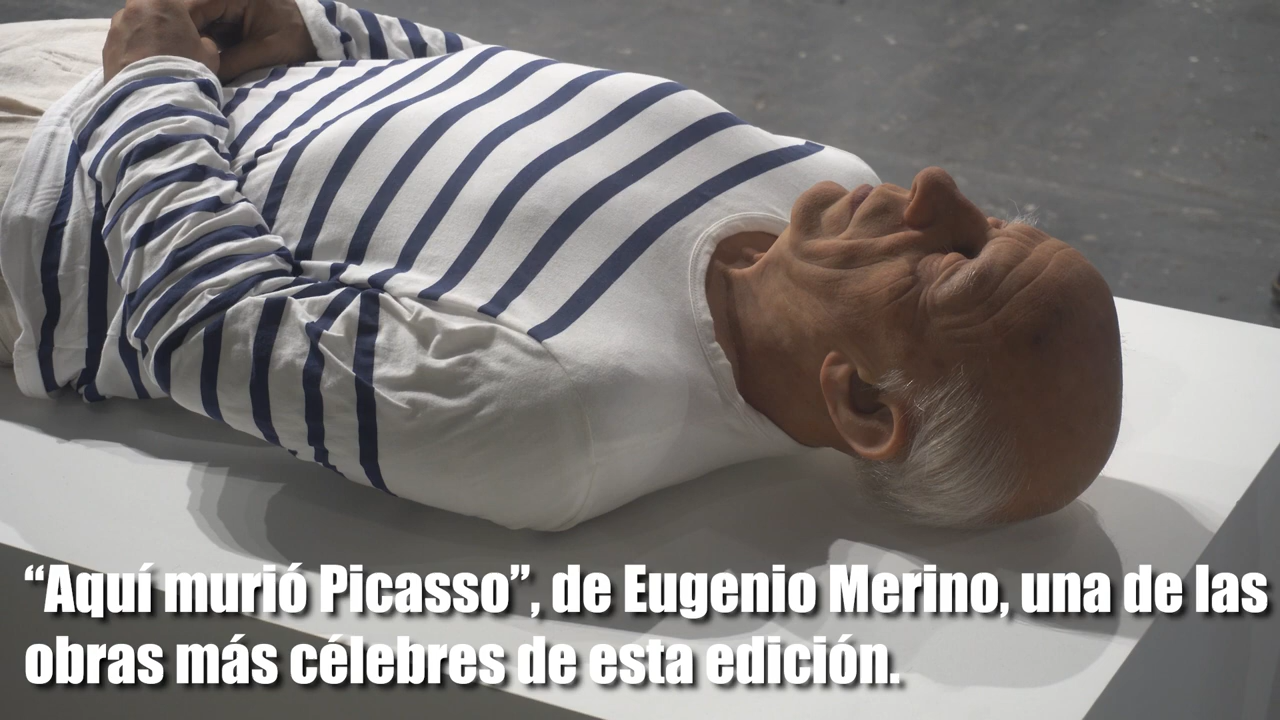 “Aquí murió Picasso”, de Eugenio Merino, una de las
obras más célebres de esta edición.